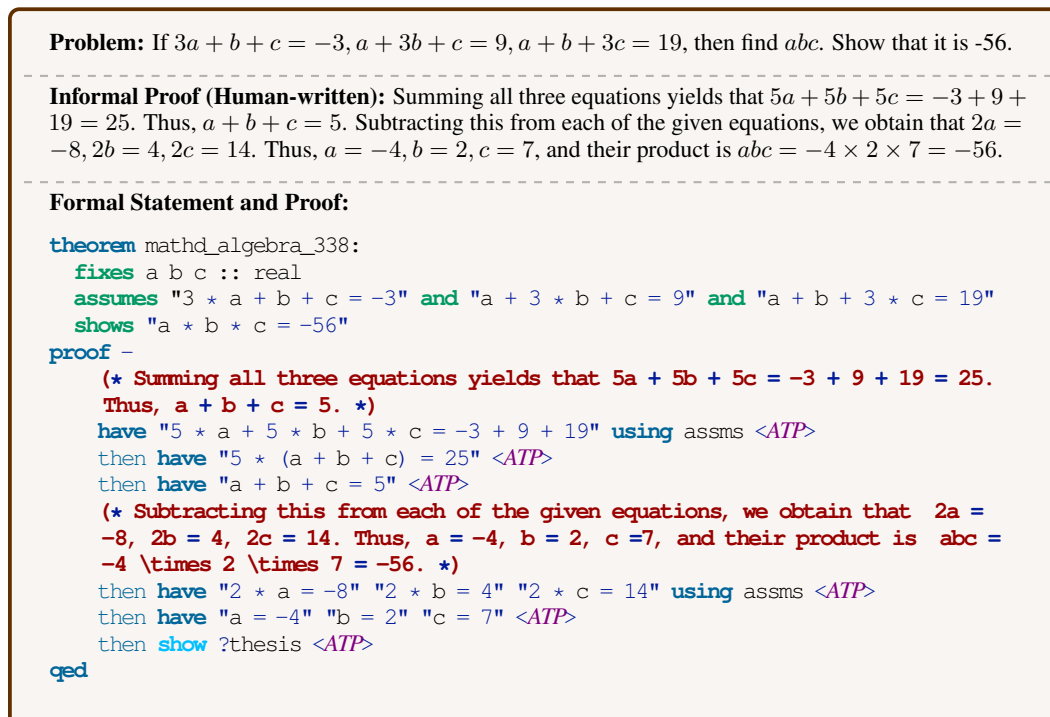 Problem: If 3a + b + c = −3, a + 3b + c = 9, a + b + 3c = 19, then find abc. Show that it is -56.
Informal Proof (Human-written): Summing all three equations yields that 5a + 5b + 5c = −3 + 9 +
19 = 25. Thus, a + b + c = 5. Subtracting this from each of the given equations, we obtain that 2a =
−8, 2b = 4, 2c = 14. Thus, a = −4, b = 2, c = 7, and their product is abc = −4 × 2 × 7 = −56.
Formal Statement and Proof:
theorem mathd_algebra_338:
fixes a b c :: real
assumes "3 * a + b + c = -3" and "a + 3 * b + c = 9" and "a + b + 3 * c = 19"
shows "a * b * c = -56"
proof -
(* Summing all three equations yields that 5a + 5b + 5c = -3 + 9 + 19 = 25.
Thus, a + b + c = 5. *)
have "5 * a + 5 * b + 5 * c = -3 + 9 + 19" using assms <ATP>
then have "5 * (a + b + c) = 25" <ATP>
then have "a + b + c = 5" <ATP>
(* Subtracting this from each of the given equations, we obtain that 2a =
-8, 2b = 4, 2c = 14. Thus, a = -4, b = 2, c =7, and their product is abc =
-4 \times 2 \times 7 = -56. *)
then have "2 * a = -8" "2 * b = 4" "2 * c = 14" using assms <ATP>
then have "a = -4" "b = 2" "c = 7" <ATP>
then show ?thesis <ATP>
qed